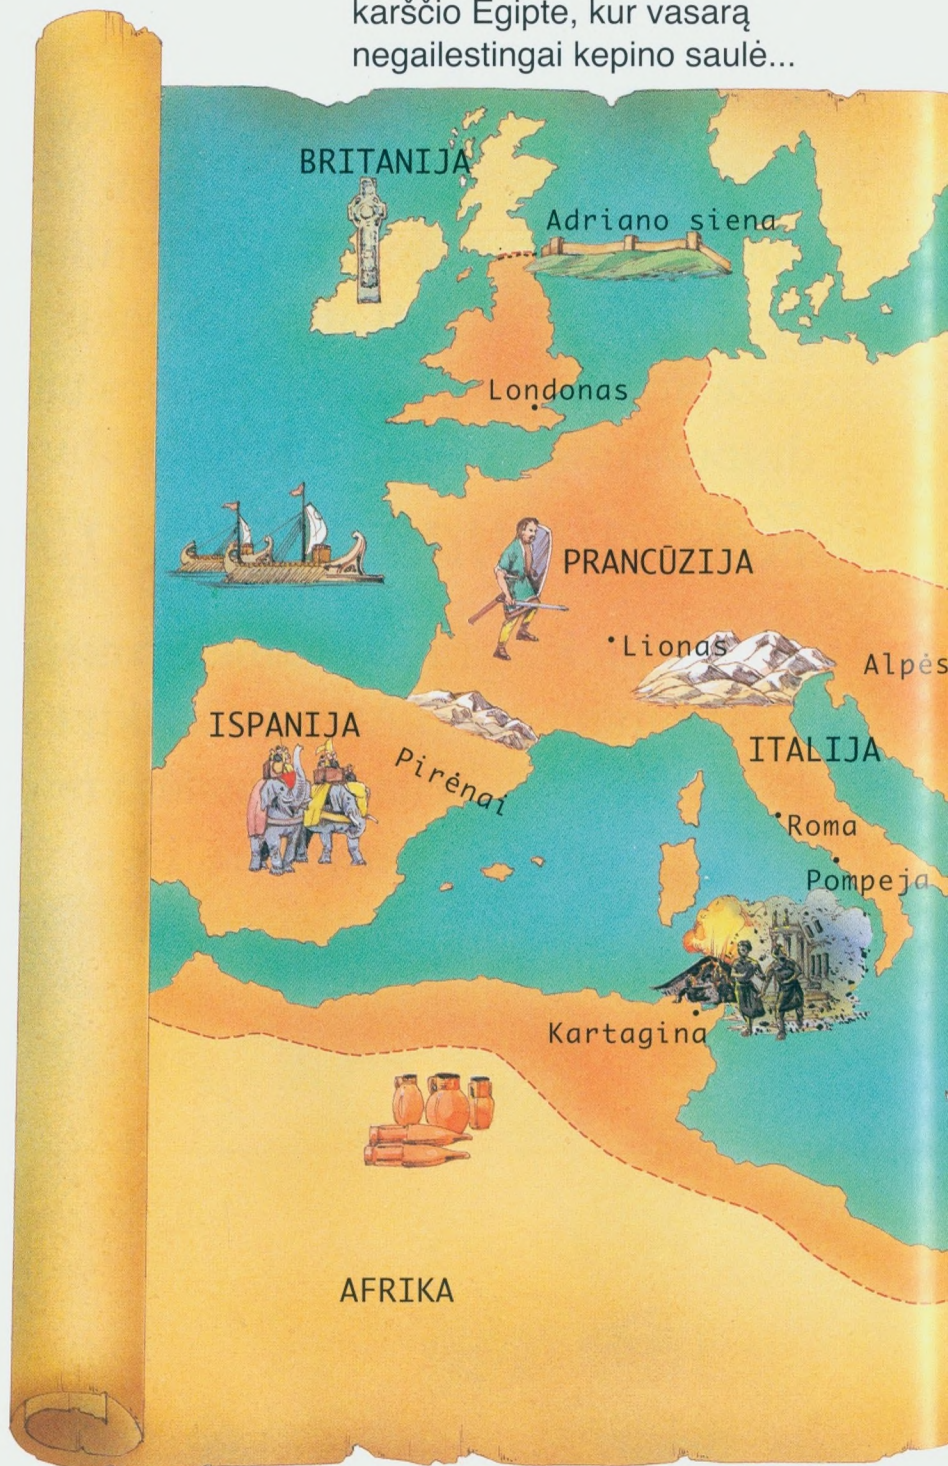 karščio Egipte, kur vasarą
negailestingai kepino saulė...
BRITANIJA
Adriano siena
Londonas
PRANCŪZIJA
Lionas
Alpės
ISPANIJA
Pirėnai
ITALIJA
Roma
Pompeja
Kartagina
AFRIKA